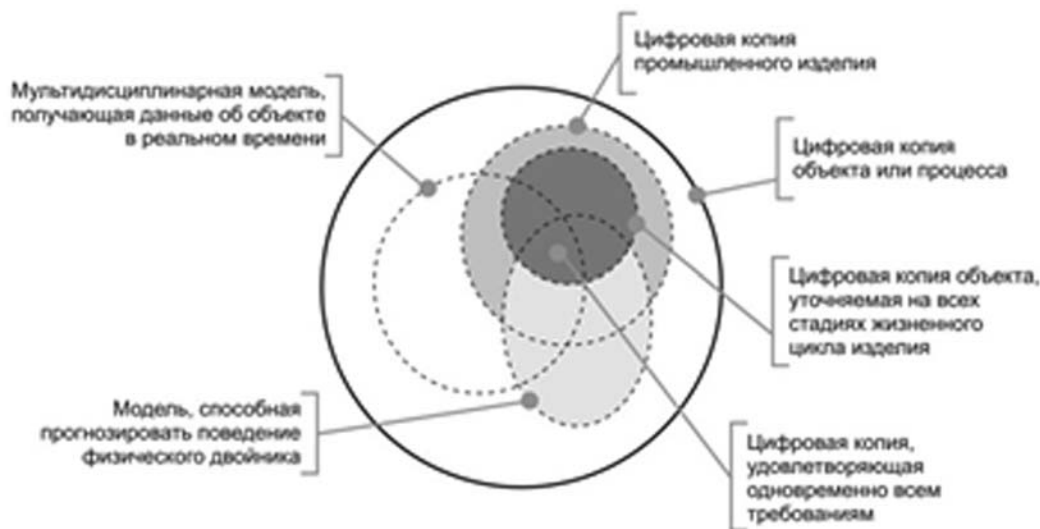 Цифровая копия
промышленного изделия
Мультидисциплинарная модель,
получающая данные об объекте
в реальном времени
Цифровая копия
объекта или процесса
Цифровая копия объекта,
уточняемая на всех
стадиях жизненного
цикла изделия
Модель, способная
прогнозировать поведение
физического двойника
Цифровая копия,
удовлетворяющая
одновременно всем
требованиям